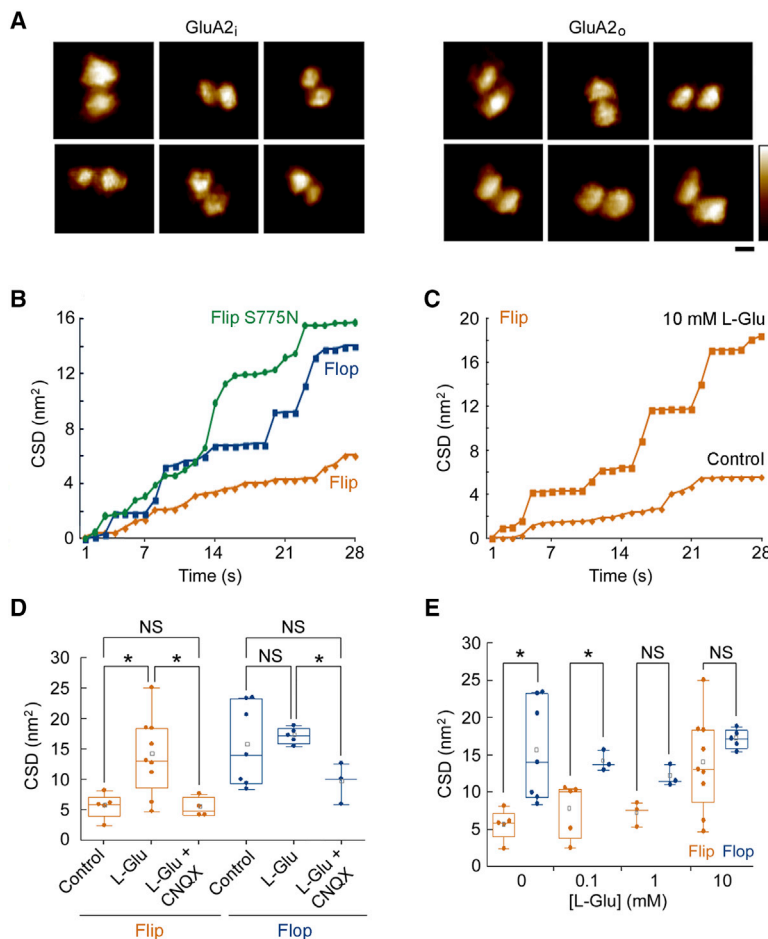 A
GluA2i
GluA2o
B
CSD (nm2)
16
12
8
4
0
Flip S775N
Flop
Flip
1 7 14 21 28
Time (s)
C
CSD (nm2)
20
16
12
8
4
0
Flip
10 mM L-Glu
Control
1 7 14 21 28
Time (s)
D
CSD (nm2)
30
25
20
15
10
5
0
NS
NS
* * NS *
Control
L-Glu
L-Glu +
CNQX
Control
L-Glu
L-Glu +
CNQX
Flip
Flop
E
CSD (nm2)
30
25
20
15
10
5
0
* * NS NS
Flip Flop
0 0.1 1 10
[L-Glu] (mM)